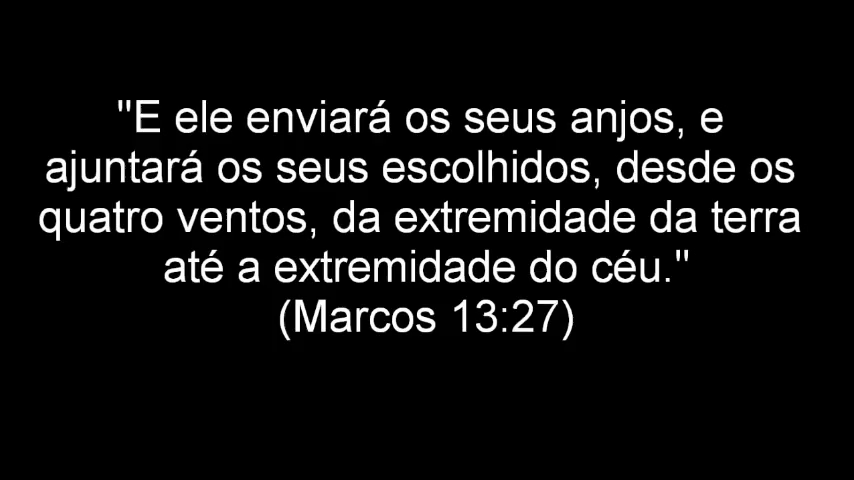 "E ele enviará os seus anjos, e
ajuntará os seus escolhidos, desde os
quatro ventos, da extremidade da terra
até a extremidade do céu."
(Marcos 13:27)